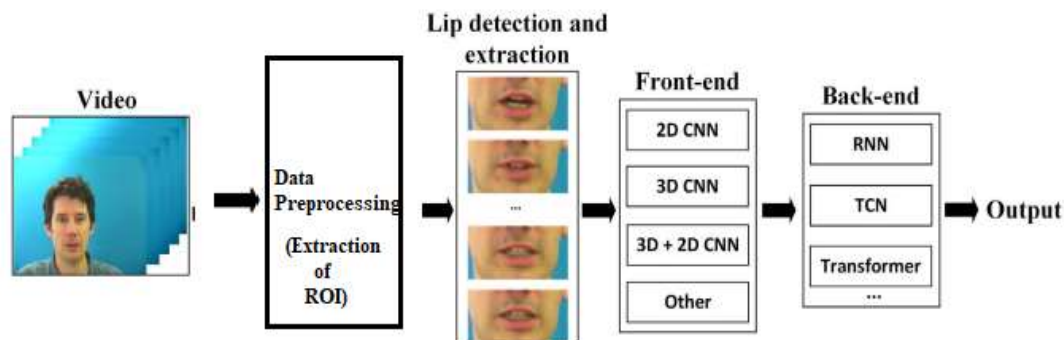 Video
Data
Preprocessing
(Extraction
of
ROI)
Lip detection and
extraction
...
Front-end
2D CNN
3D CNN
3D + 2D CNN
Other
Back-end
RNN
TCN
Transformer
...
Output